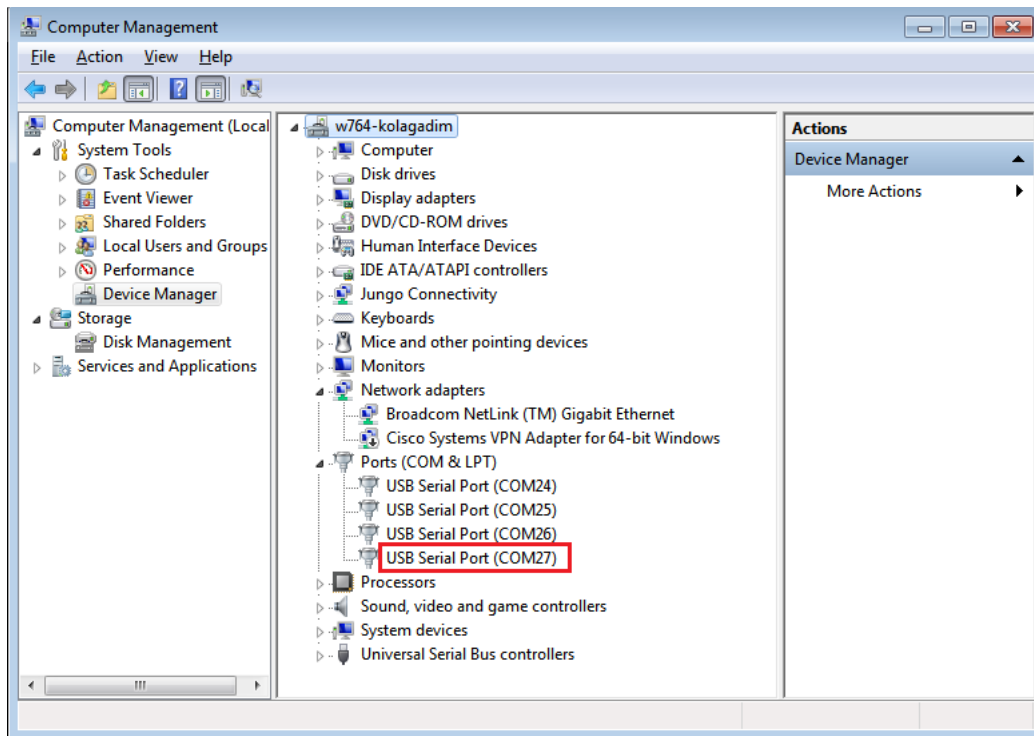 Computer Management
File Action View Help
Computer Management (Local
System Tools
Task Scheduler
Event Viewer
Shared Folders
Local Users and Groups
Performance
Device Manager
Storage
Disk Management
Services and Applications
w764-kolagadim
Computer
Disk drives
Display adapters
DVD/CD-ROM drives
Human Interface Devices
IDE ATA/ATAPI controllers
Jungo Connectivity
Keyboards
Mice and other pointing devices
Monitors
Network adapters
Broadcom NetLink (TM) Gigabit Ethernet
Cisco Systems VPN Adapter for 64-bit Windows
Ports (COM & LPT)
USB Serial Port (COM24)
USB Serial Port (COM25)
USB Serial Port (COM26)
USB Serial Port (COM27)
Processors
Sound, video and game controllers
System devices
Universal Serial Bus controllers
Actions
Device Manager
More Actions